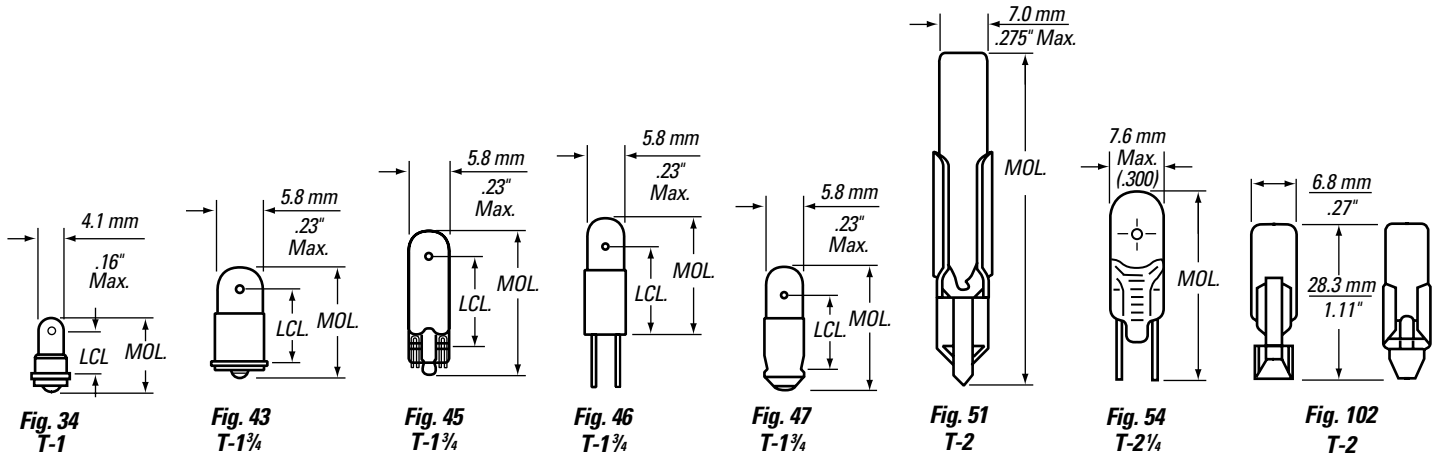 4.1 mm
.16" Max.
LCL
MOL.
Fig. 34
T-1
5.8 mm
.23" Max.
LCL.
MOL.
Fig. 43
T-1¾
5.8 mm
.23" Max.
LCL.
MOL.
Fig. 45
T-1¾
5.8 mm
.23" Max.
LCL.
MOL.
Fig. 46
T-1¾
5.8 mm
.23" Max.
LCL.
MOL.
Fig. 47
T-1¾
7.0 mm
.275" Max.
MOL.
Fig. 51
T-2
7.6 mm
Max.
(.300)
MOL.
Fig. 54
T-2¼
6.8 mm
.27"
28.3 mm
1.11"
Fig. 102
T-2